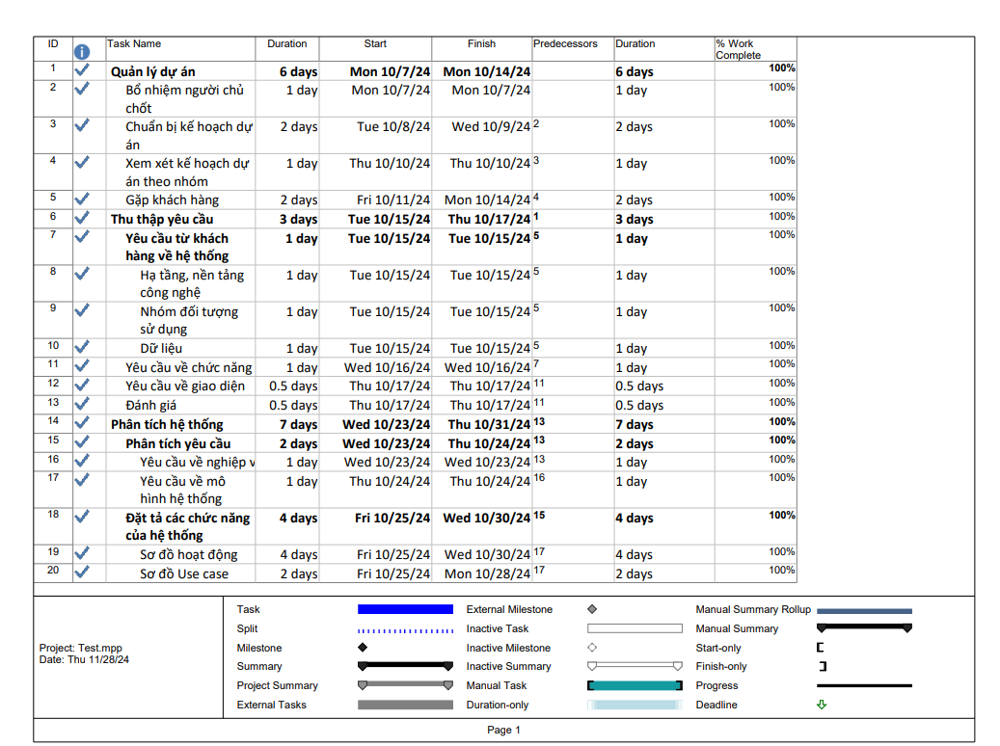 ID Task Name Duration Start Finish Predecessors Duration % Work
Complete
1 Quản lý dự án 6 days Mon 10/7/24 Mon 10/14/24 6 days 100%
2 Bổ nhiệm người chủ 1 day Mon 10/7/24 Mon 10/7/24 1 day 100%
chốt
3 Chuẩn bị kế hoạch dự 2 days Tue 10/8/24 Wed 10/9/24 2 2 days 100%
án
4 Xem xét kế hoạch dự 1 day Thu 10/10/24 Thu 10/10/24 3 1 day 100%
án theo nhóm
5 Gặp khách hàng 2 days Fri 10/11/24 Mon 10/14/24 4 2 days 100%
6 Thu thập yêu cầu 3 days Tue 10/15/24 Thu 10/17/24 1 3 days 100%
7 Yêu cầu từ khách 1 day Tue 10/15/24 Tue 10/15/24 5 1 day 100%
hàng về hệ thống
8 Hạ tầng, nền tảng 1 day Tue 10/15/24 Tue 10/15/24 5 1 day 100%
công nghệ
9 Nhóm đối tượng 1 day Tue 10/15/24 Tue 10/15/24 5 1 day 100%
sử dụng
10 Dữ liệu 1 day Tue 10/15/24 Tue 10/15/24 5 1 day 100%
11 Yêu cầu về chức năng 1 day Wed 10/16/24 Wed 10/16/24 7 1 day 100%
12 Yêu cầu về giao diện 0.5 days Thu 10/17/24 Thu 10/17/24 11 0.5 days 100%
13 Đánh giá 0.5 days Thu 10/17/24 Thu 10/17/24 11 0.5 days 100%
14 Phân tích hệ thống 7 days Wed 10/23/24 Thu 10/31/24 13 7 days 100%
15 Phân tích yêu cầu 2 days Wed 10/23/24 Thu 10/24/24 13 2 days 100%
16 Yêu cầu về nghiệp v 1 day Wed 10/23/24 Wed 10/23/24 13 1 day 100%
17 Yêu cầu về mô 1 day Thu 10/24/24 Thu 10/24/24 16 1 day 100%
hình hệ thống
18 Đặt tả các chức năng 4 days Fri 10/25/24 Wed 10/30/24 15 4 days 100%
của hệ thống
19 Sơ đồ hoạt động 4 days Fri 10/25/24 Wed 10/30/24 17 4 days 100%
20 Sơ đồ Use case 2 days Fri 10/25/24 Mon 10/28/24 17 2 days 100%
Project: Test.mpp
Date: Thu 11/28/24
Task External Milestone Manual Summary Rollup
Split Inactive Task Manual Summary
Milestone Inactive Milestone Start-only
Summary Inactive Summary Finish-only
Project Summary Manual Task Progress
External Tasks Duration-only Deadline
Page 1